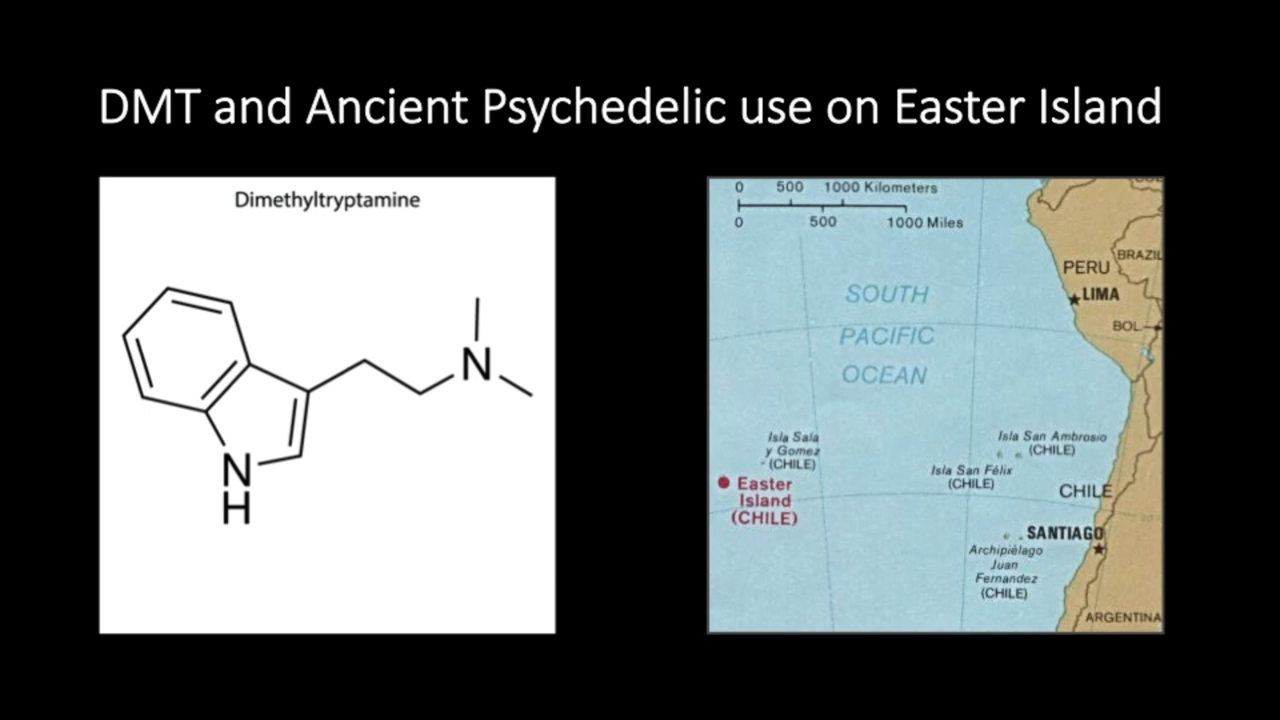 DMT and Ancient Psychedelic use on Easter Island
Dimethyltryptamine
N
N
H
0 500 1000 Kilometers
0 500 1000 Miles
PERU
BRAZIL
LIMA
BOL
SOUTH
PACIFIC
OCEAN
Isla Sala
y Gomez
(CHILE)
Easter
Island
(CHILE)
Isla San Ambrosio
(CHILE)
Isla San Félix
(CHILE)
CHILE
SANTIAGO
Archipiélago
Juan
Fernandez
(CHILE)
ARGENTINA